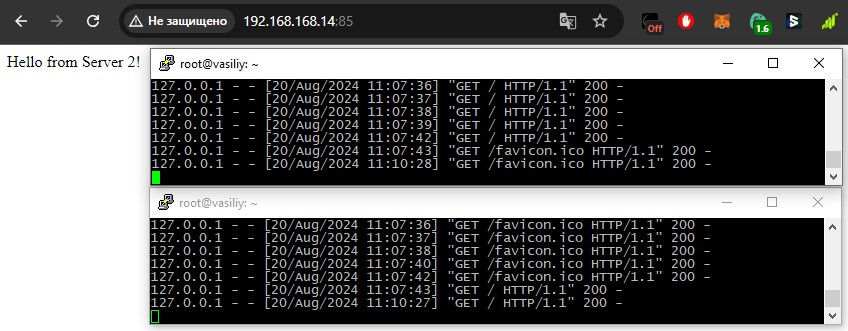 Не защищено 192.168.168.14:85
Off
1.6
Hello from Server 2!
root@vasiliy: ~
127.0.0.1 - - [20/Aug/2024 11:07:36] "GET / HTTP/1.1" 200 -
127.0.0.1 - - [20/Aug/2024 11:07:37] "GET / HTTP/1.1" 200 -
127.0.0.1 - - [20/Aug/2024 11:07:38] "GET / HTTP/1.1" 200 -
127.0.0.1 - - [20/Aug/2024 11:07:39] "GET / HTTP/1.1" 200 -
127.0.0.1 - - [20/Aug/2024 11:07:42] "GET / HTTP/1.1" 200 -
127.0.0.1 - - [20/Aug/2024 11:07:43] "GET /favicon.ico HTTP/1.1" 200 -
127.0.0.1 - - [20/Aug/2024 11:10:28] "GET /favicon.ico HTTP/1.1" 200 -
root@vasiliy: ~
127.0.0.1 - - [20/Aug/2024 11:07:36] "GET /favicon.ico HTTP/1.1" 200 -
127.0.0.1 - - [20/Aug/2024 11:07:37] "GET /favicon.ico HTTP/1.1" 200 -
127.0.0.1 - - [20/Aug/2024 11:07:38] "GET /favicon.ico HTTP/1.1" 200 -
127.0.0.1 - - [20/Aug/2024 11:07:40] "GET /favicon.ico HTTP/1.1" 200 -
127.0.0.1 - - [20/Aug/2024 11:07:42] "GET /favicon.ico HTTP/1.1" 200 -
127.0.0.1 - - [20/Aug/2024 11:07:43] "GET / HTTP/1.1" 200 -
127.0.0.1 - - [20/Aug/2024 11:10:27] "GET / HTTP/1.1" 200 -